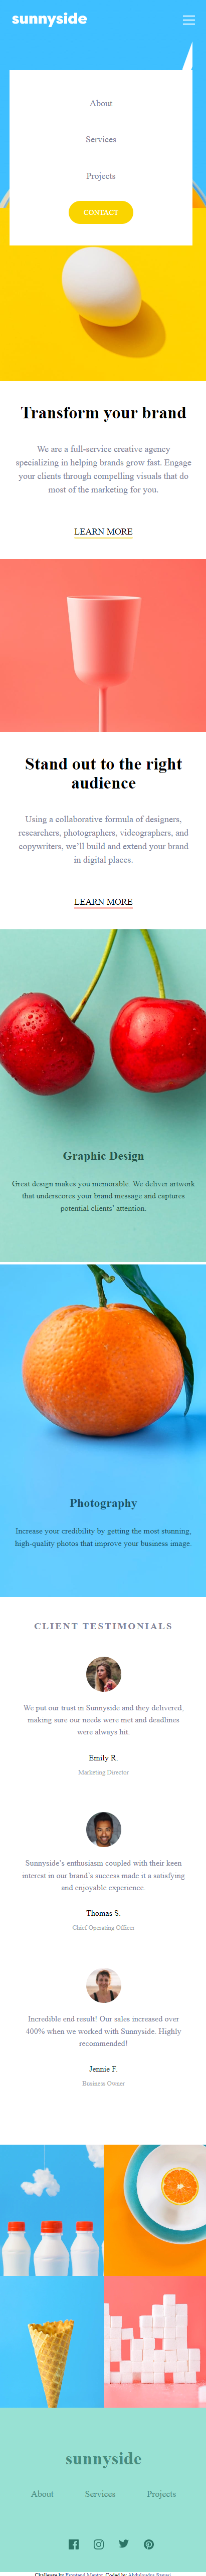 sunnyside
About
Services
Projects
CONTACT
Transform your brand
We are a full-service creative agency
specializing in helping brands grow fast. Engage
your clients through compelling visuals that do
most of the marketing for you.
LEARN MORE
Stand out to the right
audience
Using a collaborative formula of designers,
researchers, photographers, videographers, and
copywriters, we’ll build and extend your brand
in digital places.
LEARN MORE
Graphic Design
Great design makes you memorable. We deliver artwork
that underscores your brand message and captures
potential clients’ attention.
Photography
Increase your credibility by getting the most stunning,
high-quality photos that improve your business image.
CLIENT TESTIMONIALS
We put our trust in Sunnyside and they delivered,
making sure our needs were met and deadlines
were always hit.
Emily R.
Marketing Director
Sunnyside’s enthusiasm coupled with their keen
interest in our brand’s success made it a satisfying
and enjoyable experience.
Thomas S.
Chief Operating Officer
Incredible end result! Our sales increased over
400% when we worked with Sunnyside. Highly
recommended!
Jennie F.
Business Owner
sunnyside
About Services Projects
Challenge by Frontend Mentor. Coded by